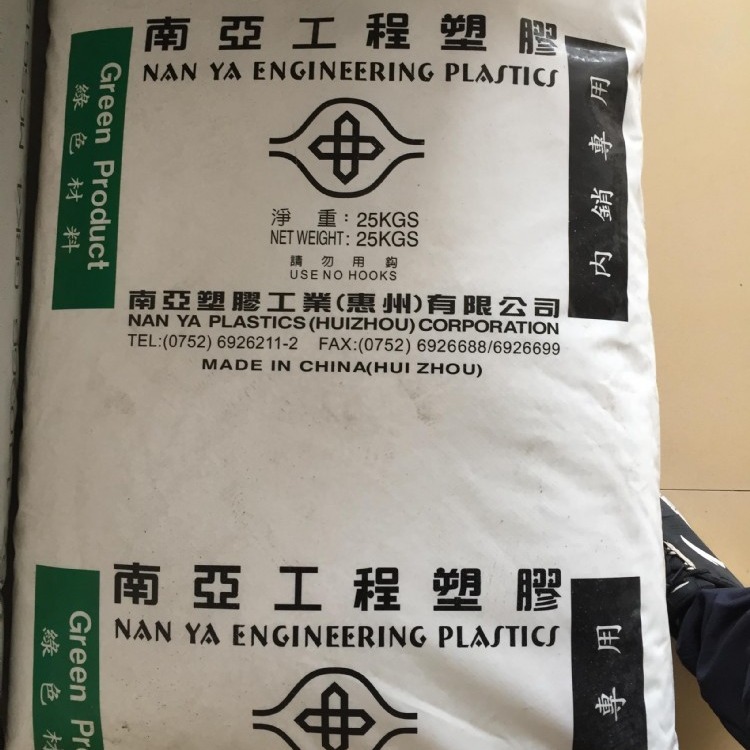 南亞工程塑膠
NAN YA ENGINEERING PLASTICS
Green Product
綠色材料
內銷專用
淨 重: 25KGS
NET WEIGHT: 25KGS
請勿用鈎
USE NO HOOKS
南亞塑膠工業(惠州)有限公司
NAN YA PLASTICS (HUIZHOU) CORPORATION
TEL:(0752) 6926211-2 FAX:(0752) 6926688/6926699
MADE IN CHINA(HUI ZHOU)
南亞工程塑膠
NAN YA ENGINEERING PLASTICS
Green Pr
綠色材
專用